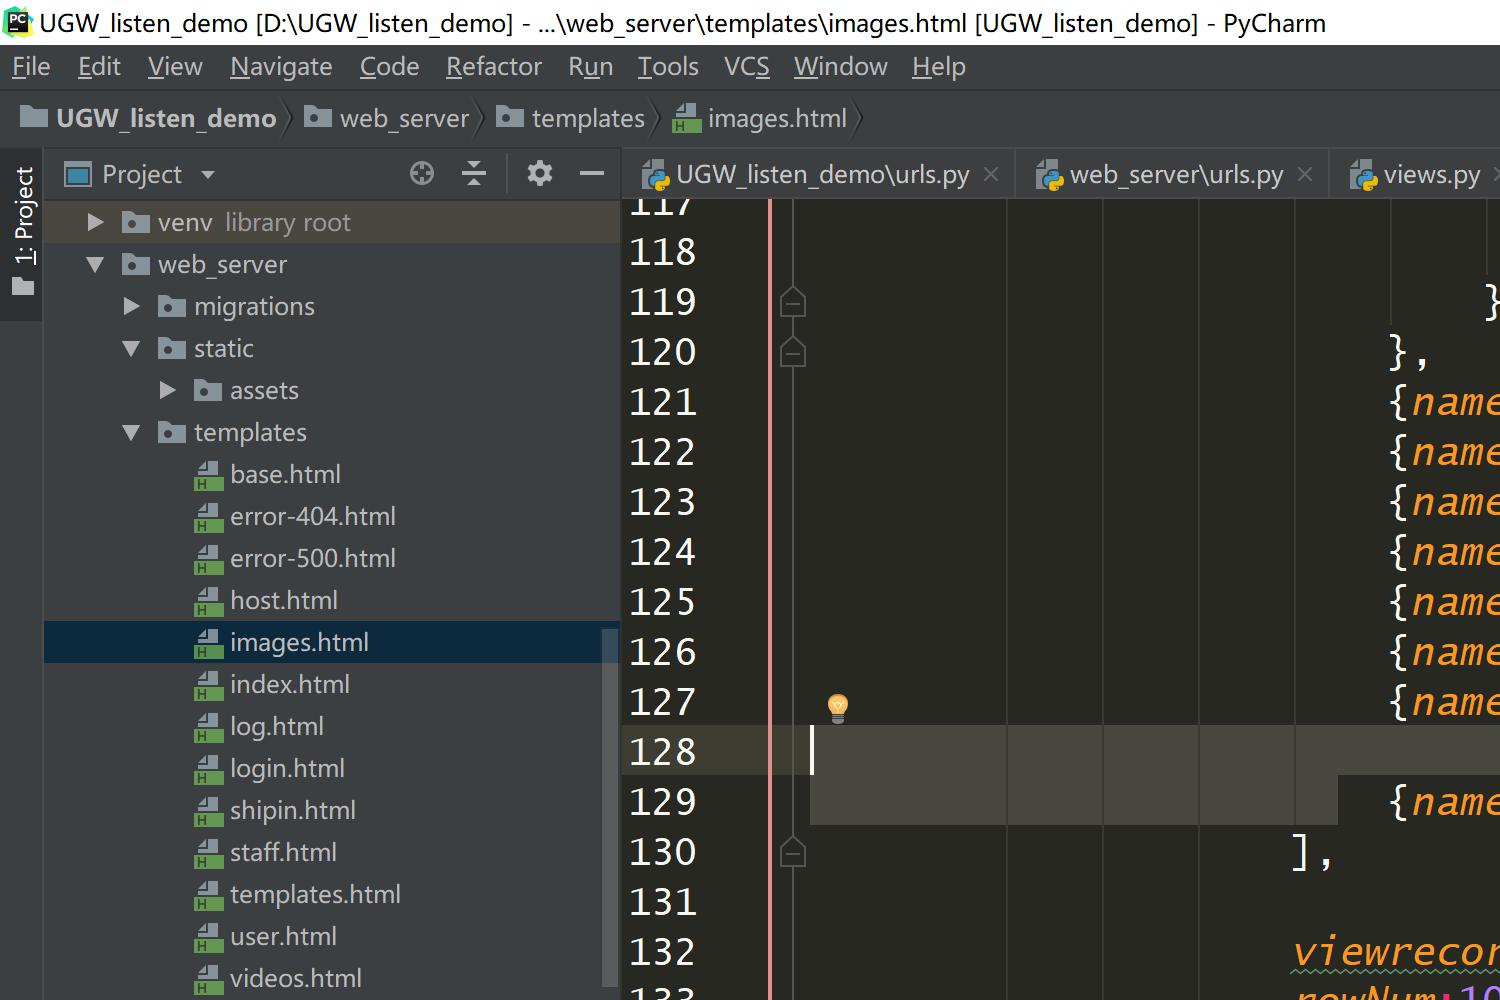 PC UGW_listen_demo [D:\UGW_listen_demo] - ...\web_server\templates\images.html [UGW_listen_demo] - PyCharm
File Edit View Navigate Code Refactor Run Tools VCS Window Help
UGW_listen_demo web_server templates images.html
1: Project
Project
UGW_listen_demo\urls.py web_server\urls.py views.py
venv library root
web_server
migrations
static
assets
templates
base.html
error-404.html
error-500.html
host.html
images.html
index.html
log.html
login.html
shipin.html
staff.html
templates.html
user.html
videos.html
117
118
119 }
120 },
121 {name
122 {name
123 {name
124 {name
125 {name
126 {name
127 {name
128
129 {name
130 ],
131
132 viewrecor
133 rowNum:10